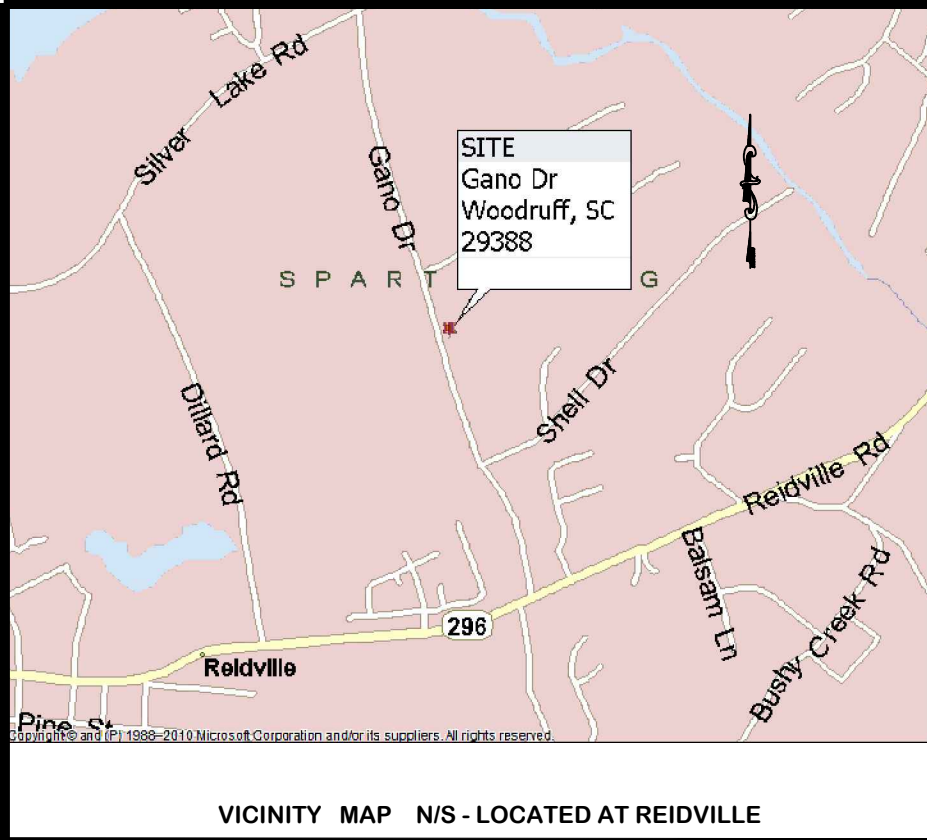 Silver Lake Rd
Gano Dr
SITE
Gano Dr
Woodruff, SC
29388
S P A R T G
Dillard Rd
Shell Dr
Reidville Rd
Balsam Ln
Bushy Creek Rd
296
Reidville
Pine St
Copyright © and (P) 1988–2010 Microsoft Corporation and/or its suppliers. All rights reserved.
VICINITY MAP N/S - LOCATED AT REIDVILLE